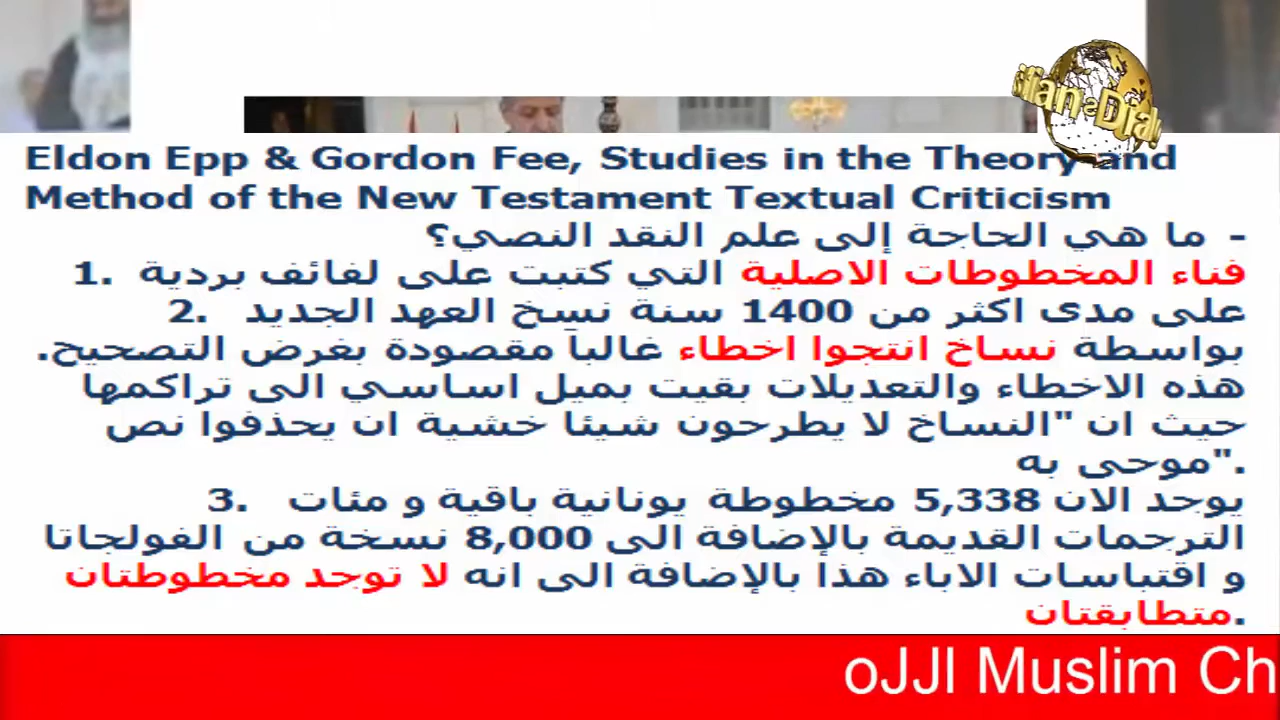 Eldon Epp & Gordon Fee, Studies in the Theory and
Method of the New Testament Textual Criticism
- ما هي الحاجة إلى علم النقد النصي؟
1. فناء المخطوطات الاصلية التي كتبت على لفائف بردية
2. على مدى اكثر من 1400 سنة نسخ العهد الجديد
بواسطة نساخ انتجوا اخطاء غالباً مقصودة بغرض التصحيح.
هذه الاخطاء والتعديلات بقيت بميل اساسي الى تراكمها
حيث ان "النساخ لا يطرحون شيئا خشية ان يحذفوا نص
موحى به".
3. يوجد الان 5,338 مخطوطة يونانية باقية و مئات
الترجمات القديمة بالإضافة الى 8,000 نسخة من الفولجاتا
و اقتباسات الاباء هذا بالإضافة الى انه لا توجد مخطوطتان
متطابقتان.
oJJI Muslim Ch